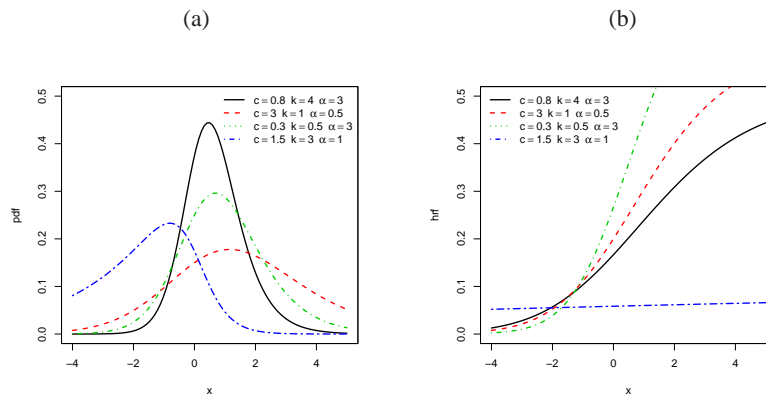 (a)
c = 0.8 k = 4 α = 3
c = 3 k = 1 α = 0.5
c = 0.3 k = 0.5 α = 3
c = 1.5 k = 3 α = 1
0.5
0.4
0.3
0.2
0.1
0.0
pdf
−4 −2 0 2 4
x
(b)
c = 0.8 k = 4 α = 3
c = 3 k = 1 α = 0.5
c = 0.3 k = 0.5 α = 3
c = 1.5 k = 3 α = 1
0.5
0.4
0.3
0.2
0.1
0.0
hrf
−4 −2 0 2 4
x